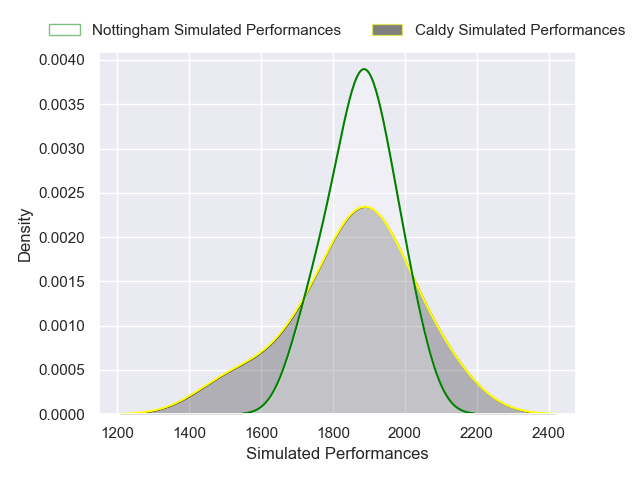 Nottingham Simulated Performances Caldy Simulated Performances
0.0040
0.0035
0.0030
0.0025
0.0020
0.0015
0.0010
0.0005
0.0000
Density
1200 1400 1600 1800 2000 2200 2400
Simulated Performances